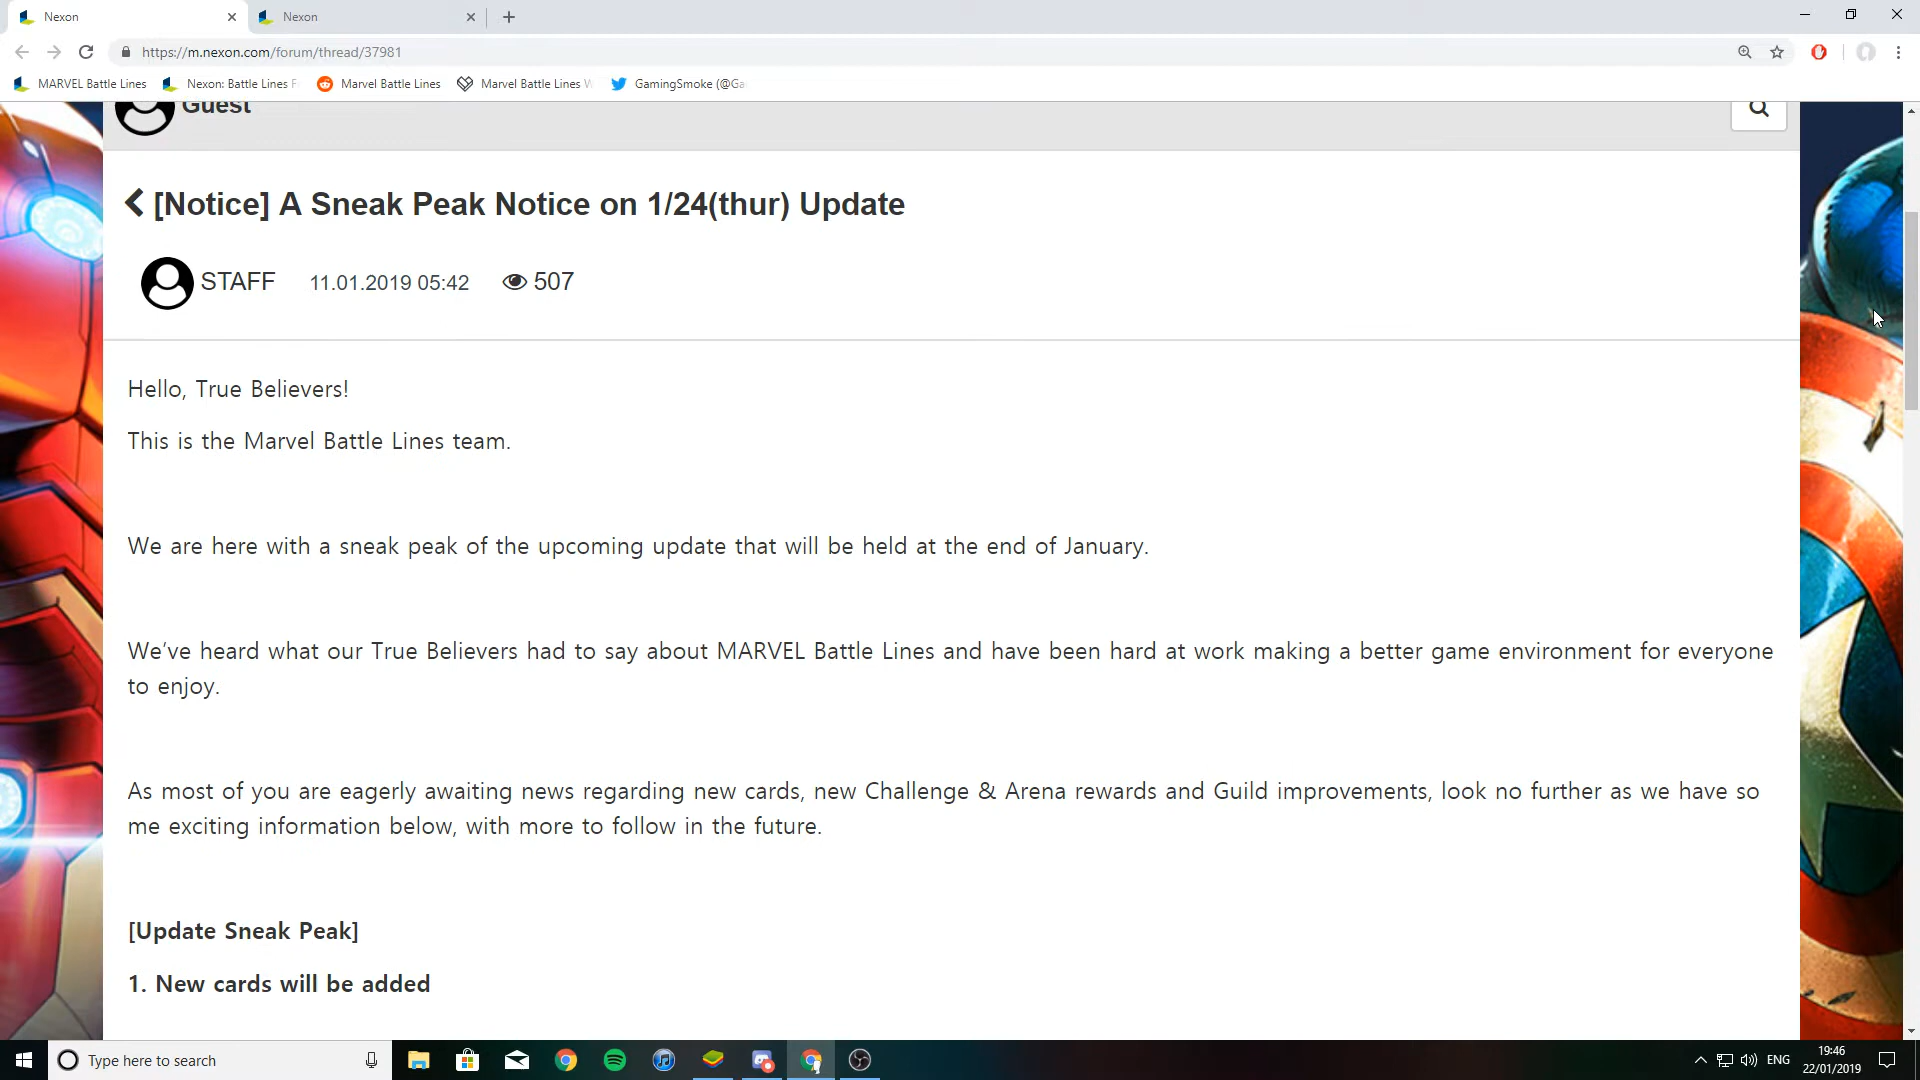 Nexon
Nexon
https://m.nexon.com/forum/thread/37981
MARVEL Battle Lines
Nexon: Battle Lines F
Marvel Battle Lines
Marvel Battle Lines W
GamingSmoke (@Ga
Guest
[Notice] A Sneak Peak Notice on 1/24(thur) Update
STAFF 11.01.2019 05:42 507
Hello, True Believers!
This is the Marvel Battle Lines team.
We are here with a sneak peak of the upcoming update that will be held at the end of January.
We’ve heard what our True Believers had to say about MARVEL Battle Lines and have been hard at work making a better game environment for everyone
to enjoy.
As most of you are eagerly awaiting news regarding new cards, new Challenge & Arena rewards and Guild improvements, look no further as we have so
me exciting information below, with more to follow in the future.
[Update Sneak Peak]
1. New cards will be added
Type here to search
ENG
19:46
22/01/2019